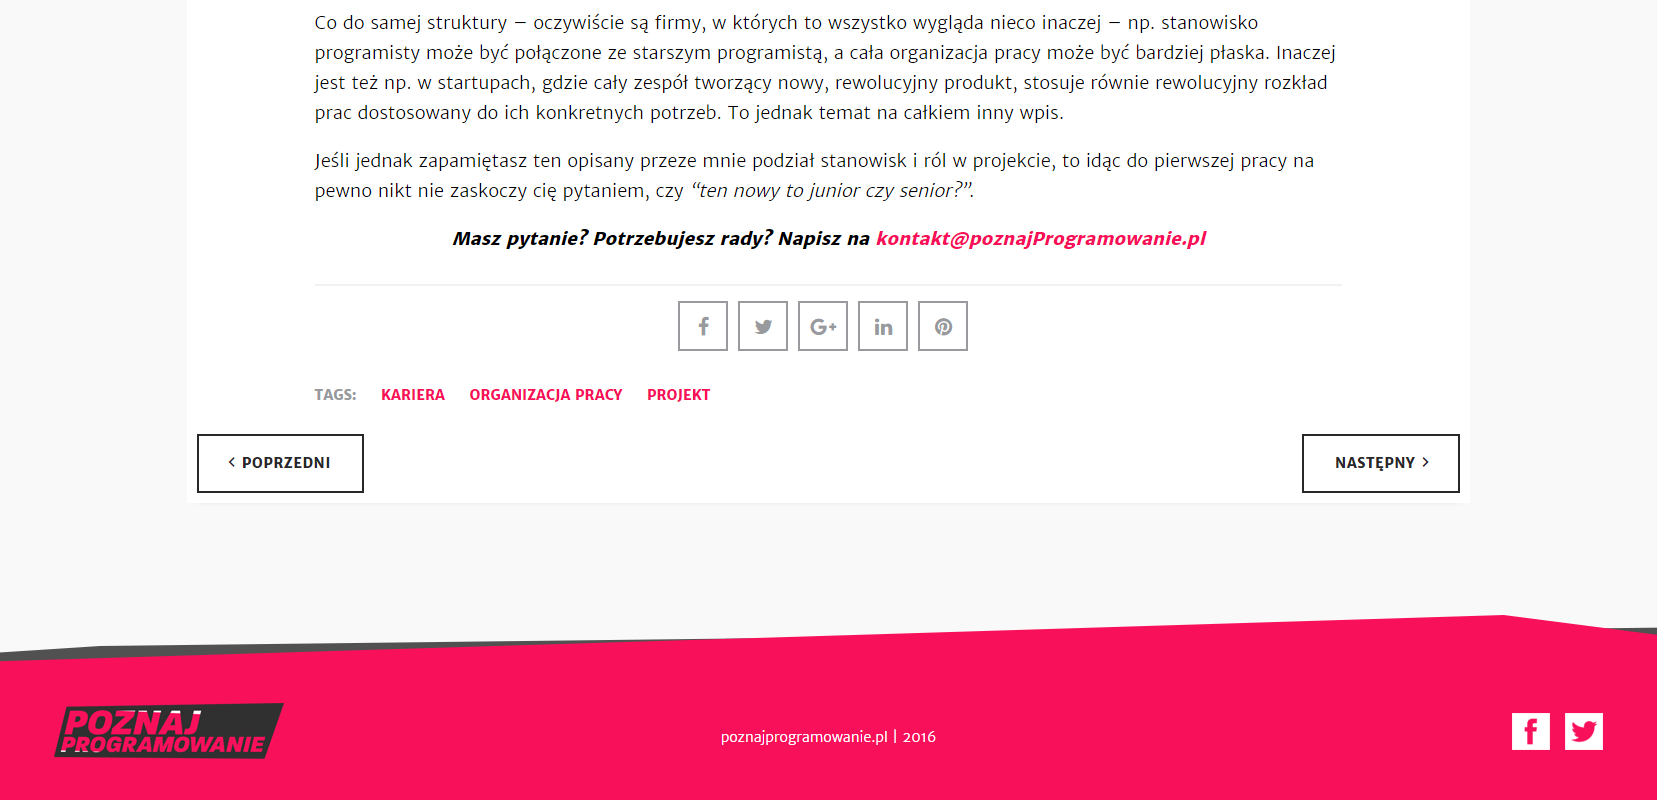 Co do samej struktury – oczywiście są firmy, w których to wszystko wygląda nieco inaczej – np. stanowisko
programisty może być połączone ze starszym programistą, a cała organizacja pracy może być bardziej płaska. Inaczej
jest też np. w startupach, gdzie cały zespół tworzący nowy, rewolucyjny produkt, stosuje równie rewolucyjny rozkład
prac dostosowany do ich konkretnych potrzeb. To jednak temat na całkiem inny wpis.
Jeśli jednak zapamiętasz ten opisany przeze mnie podział stanowisk i ról w projekcie, to idąc do pierwszej pracy na
pewno nikt nie zaskoczy cię pytaniem, czy “ten nowy to junior czy senior?”.
Masz pytanie? Potrzebujesz rady? Napisz na kontakt@poznajProgramowanie.pl
TAGS: KARIERA ORGANIZACJA PRACY PROJEKT
POPRZEDNI
NASTĘPNY
POZNAJ
PROGRAMOWANIE
poznajprogramowanie.pl | 2016